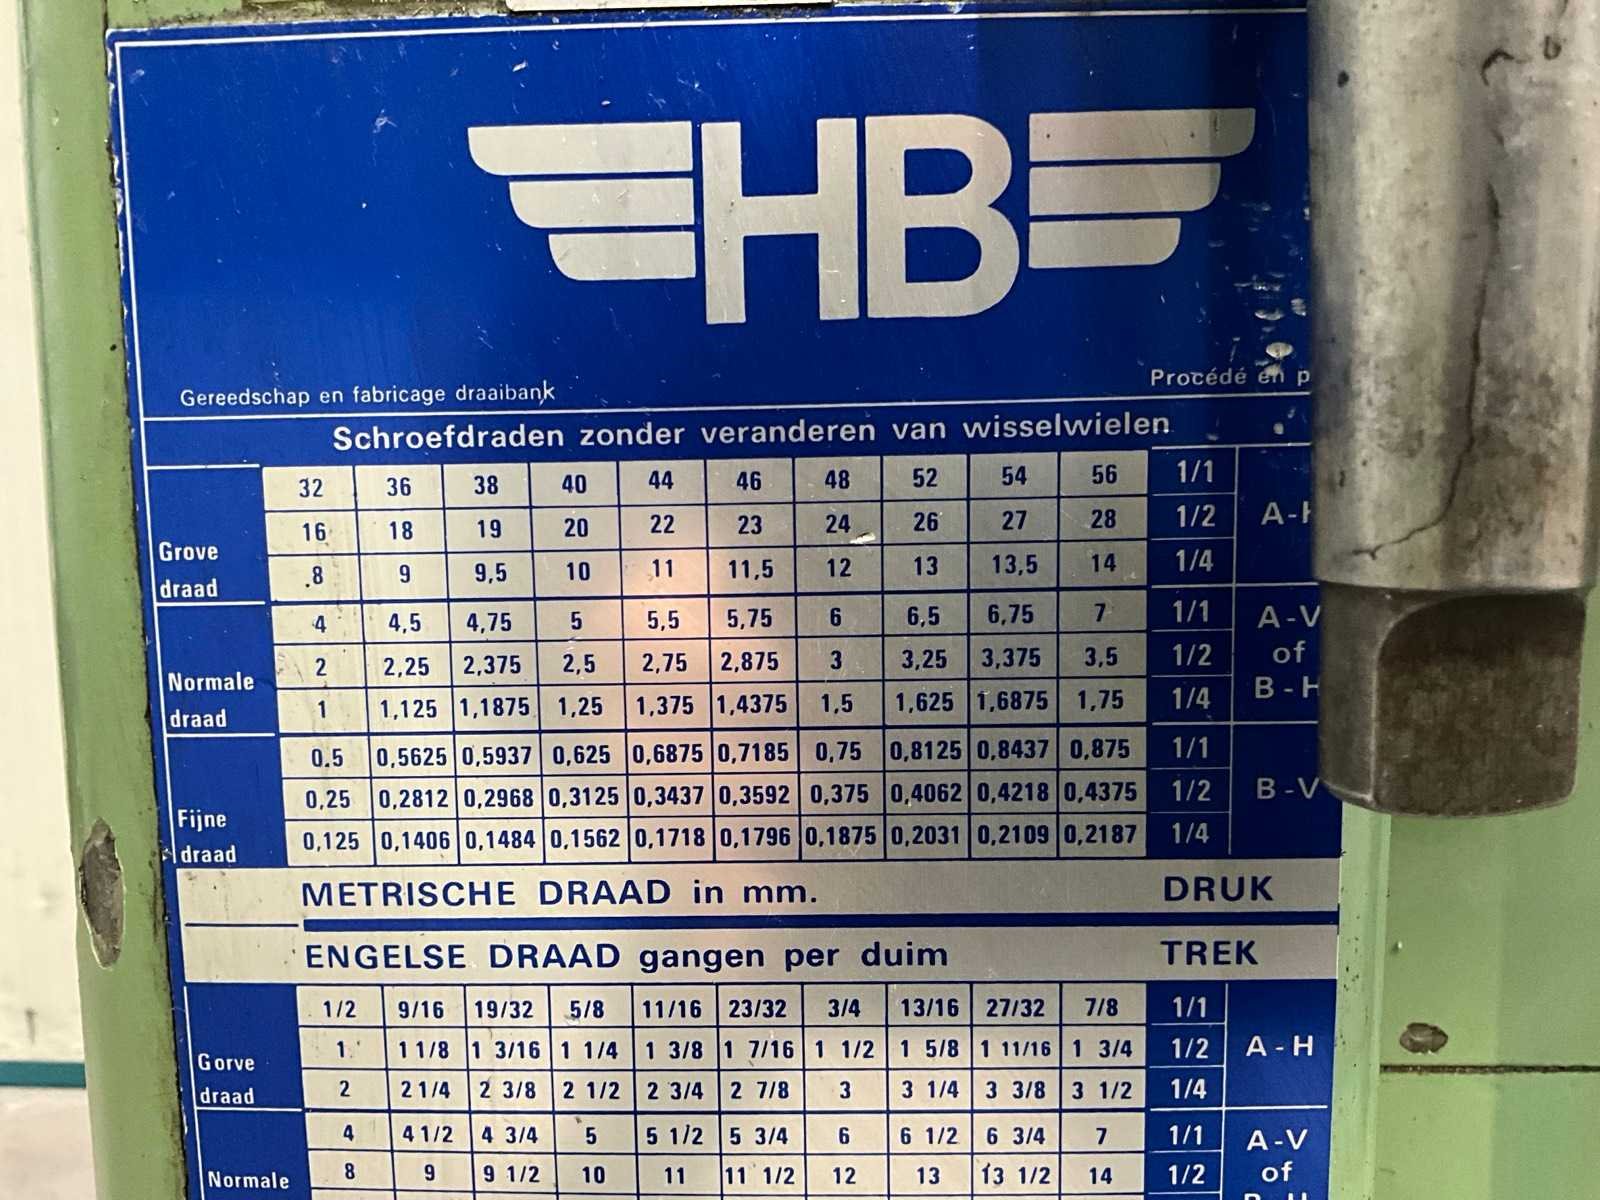 HB
Gereedschap en fabricage draaibank
Procédé en p
Schroefdraden zonder veranderen van wisselwielen
32 36 38 40 44 46 48 52 54 56 1/1
16 18 19 20 22 23 24 26 27 28 1/2 A-H
Grove
draad
8 9 9,5 10 11 11,5 12 13 13,5 14 1/4
4 4,5 4,75 5 5,5 5,75 6 6,5 6,75 7 1/1 A-V
2 2,25 2,375 2,5 2,75 2,875 3 3,25 3,375 3,5 1/2 of
Normale
draad
1 1,125 1,1875 1,25 1,375 1,4375 1,5 1,625 1,6875 1,75 1/4 B-H
0.5 0,5625 0,5937 0,625 0,6875 0,7185 0,75 0,8125 0,8437 0,875 1/1
0,25 0,2812 0,2968 0,3125 0,3437 0,3592 0,375 0,4062 0,4218 0,4375 1/2 B-V
Fijne
draad
0,125 0,1406 0,1484 0,1562 0,1718 0,1796 0,1875 0,2031 0,2109 0,2187 1/4
METRISCHE DRAAD in mm. DRUK
ENGELSE DRAAD gangen per duim TREK
1/2 9/16 19/32 5/8 11/16 23/32 3/4 13/16 27/32 7/8 1/1
1 1 1/8 1 3/16 1 1/4 1 3/8 1 7/16 1 1/2 1 5/8 1 11/16 1 3/4 1/2 A-H
Gorve
draad
2 2 1/4 2 3/8 2 1/2 2 3/4 2 7/8 3 3 1/4 3 3/8 3 1/2 1/4
4 4 1/2 4 3/4 5 5 1/2 5 3/4 6 6 1/2 6 3/4 7 1/1 A-V
8 9 9 1/2 10 11 11 1/2 12 13 13 1/2 14 1/2 of
Normale